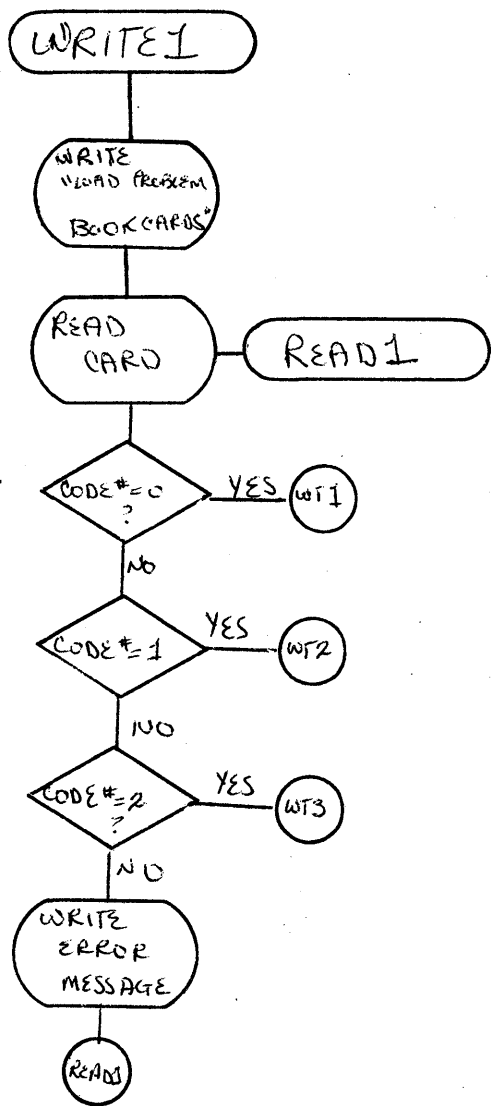 WRITE1
WRITE
"LOAD PROBLEM
BOOKCARDS"
READ
CARD
READ1
CODE#=0
?
YES
WT1
NO
CODE#=1
YES
WT2
NO
CODE#=2
?
YES
WT3
NO
WRITE
ERROR
MESSAGE
READ1